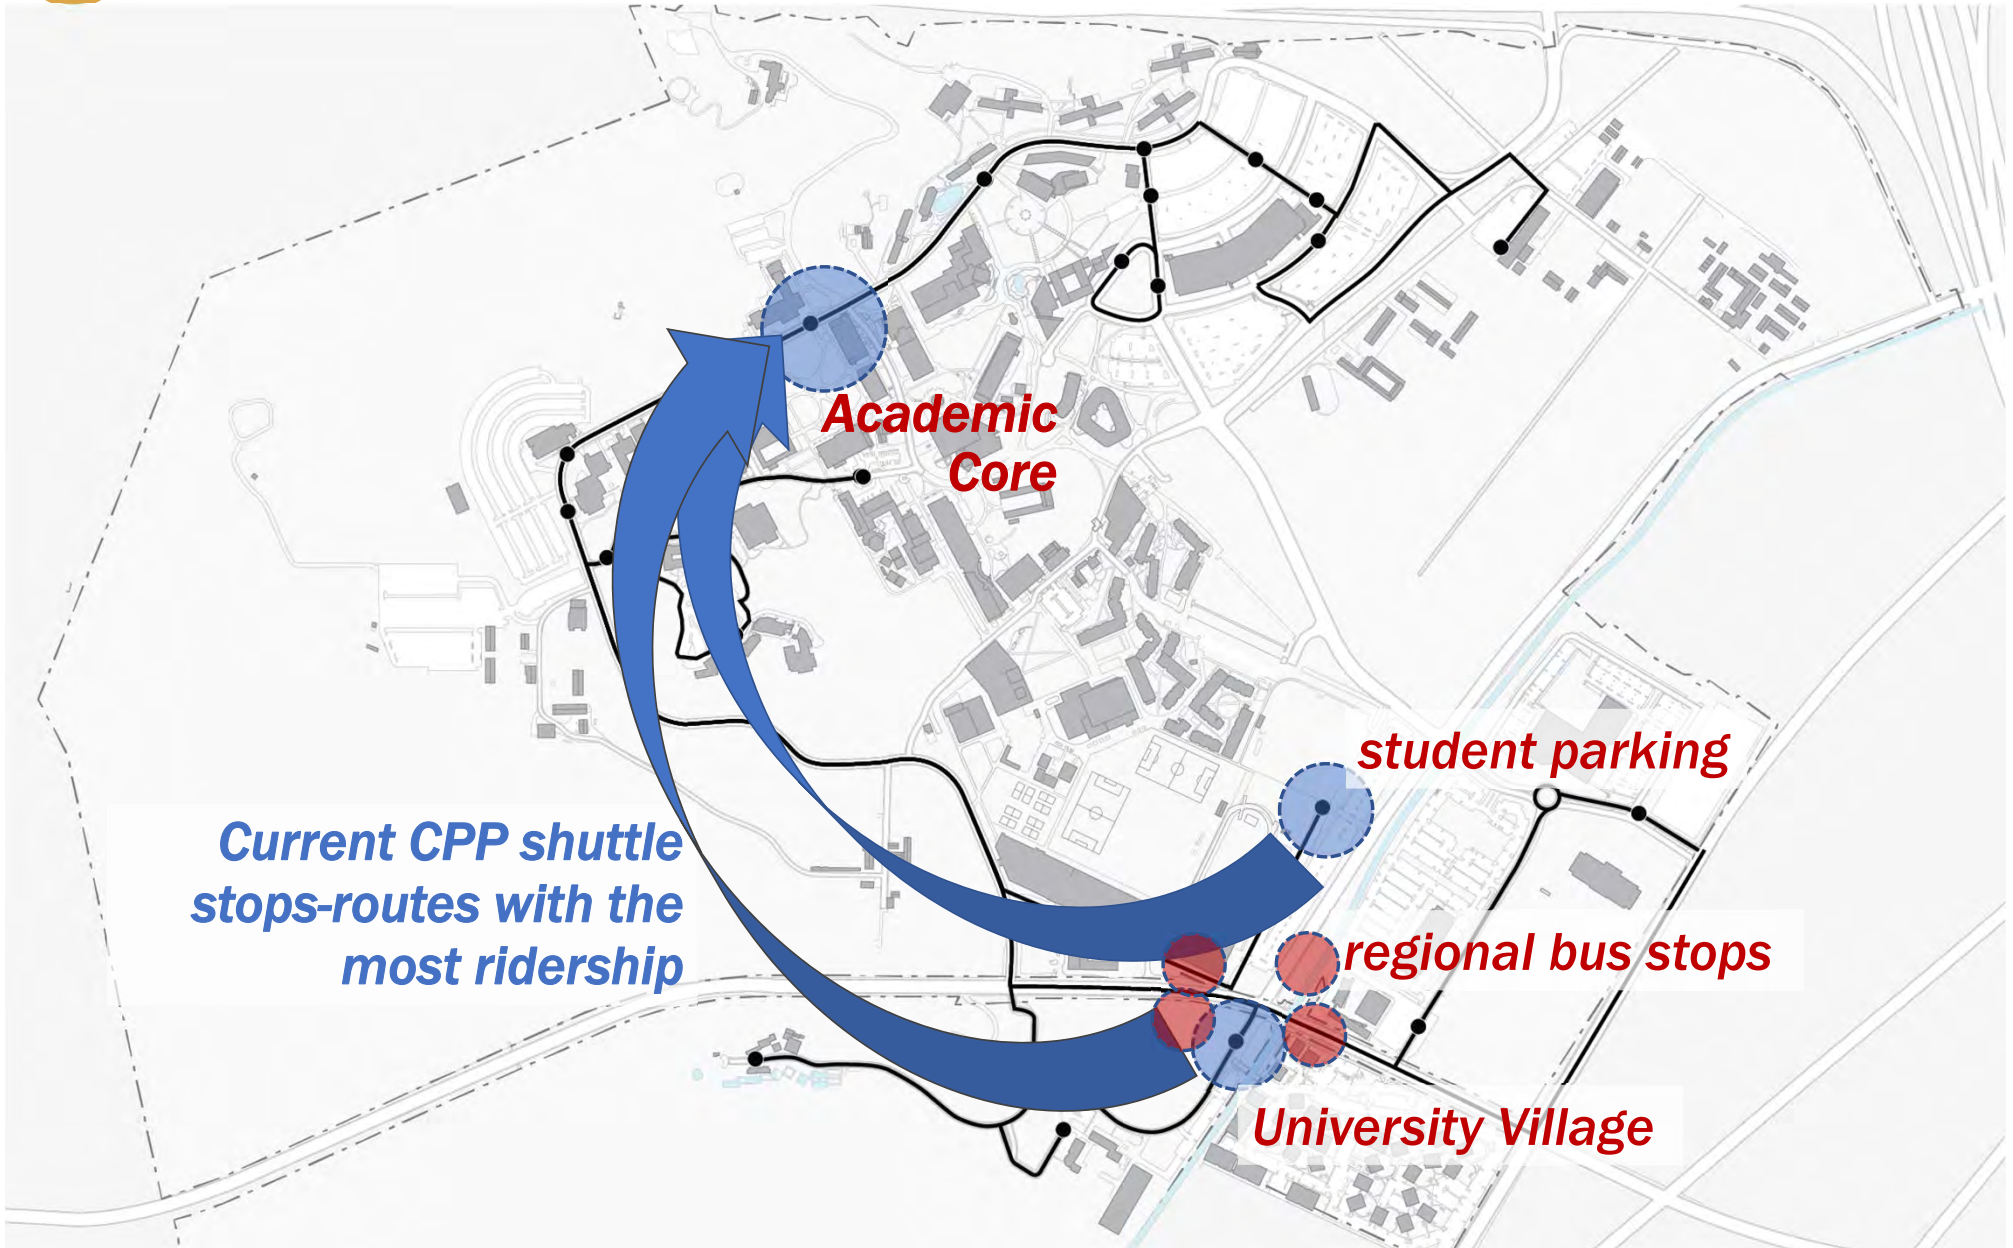 Academic
Core
student parking
Current CPP shuttle
stops-routes with the
most ridership
regional bus stops
University Village